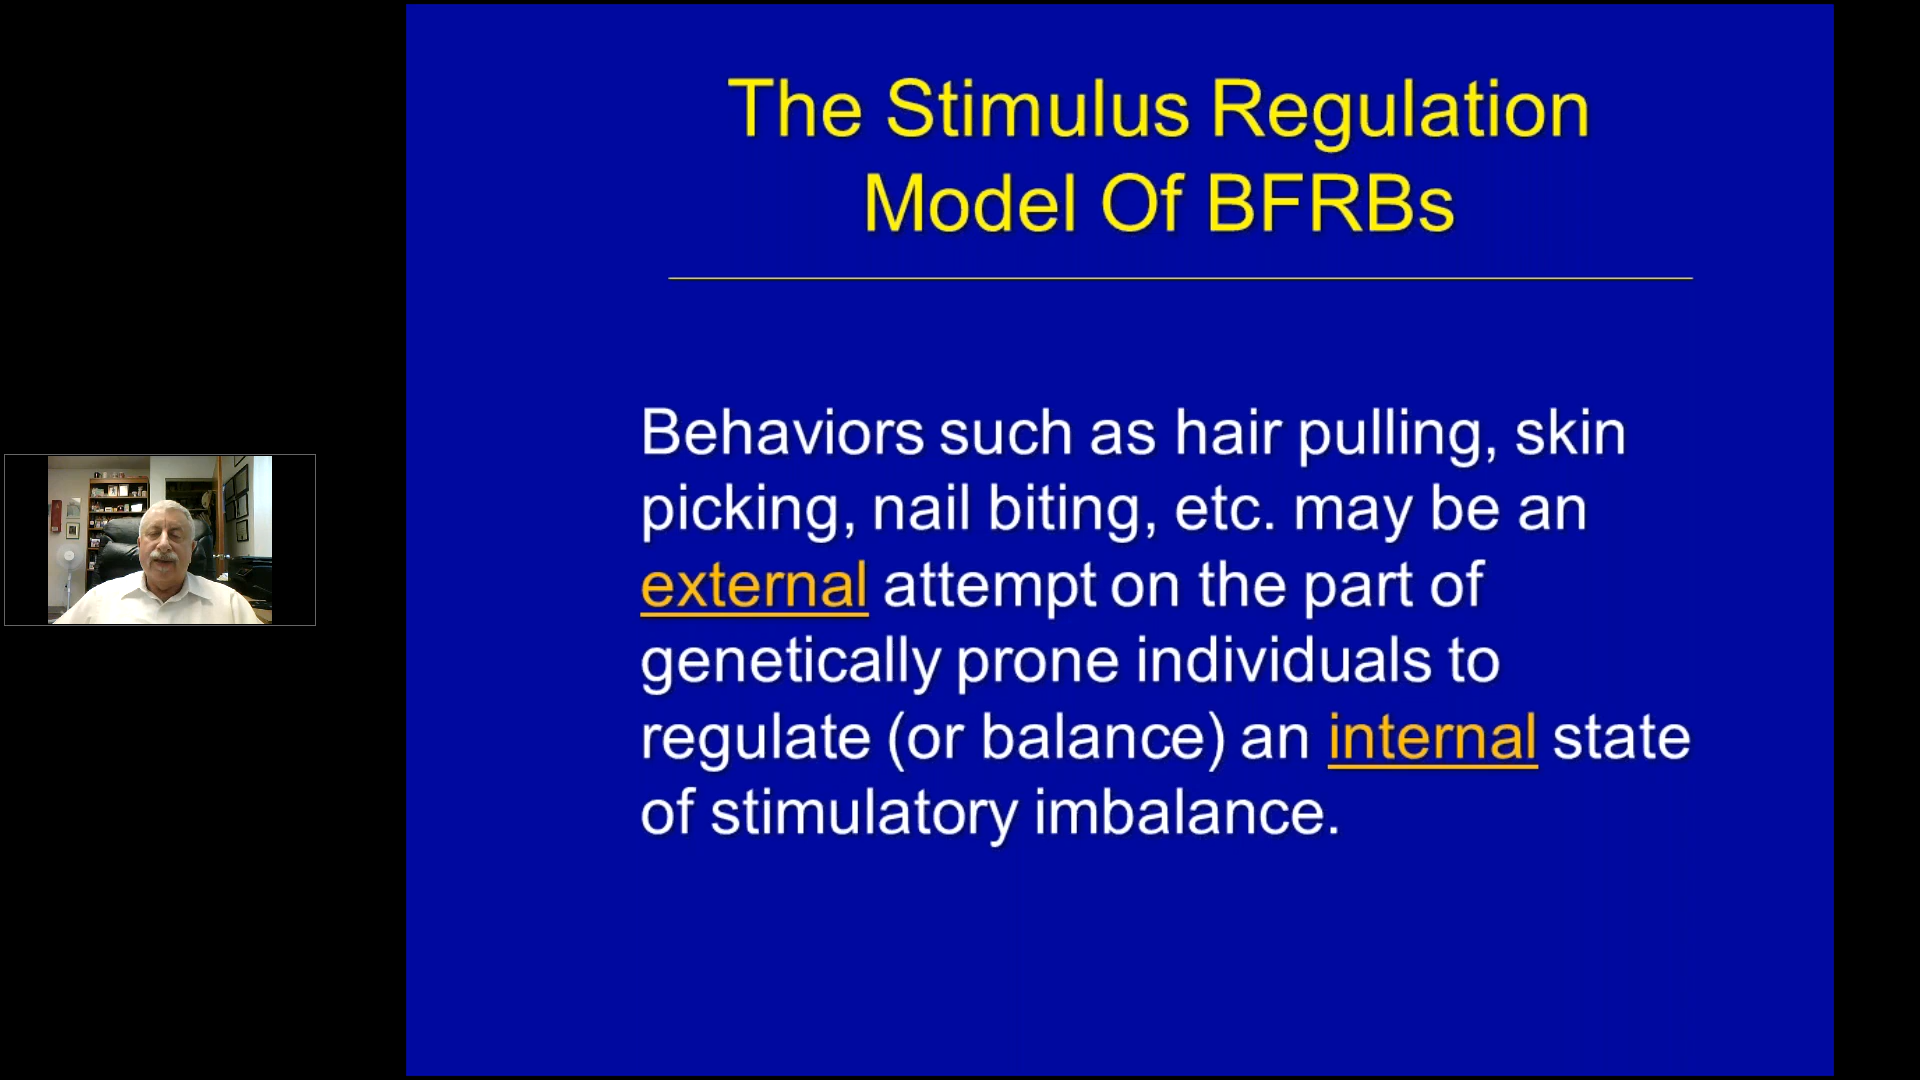 The Stimulus Regulation
Model Of BFRBs
Behaviors such as hair pulling, skin
picking, nail biting, etc. may be an
external attempt on the part of
genetically prone individuals to
regulate (or balance) an internal state
of stimulatory imbalance.